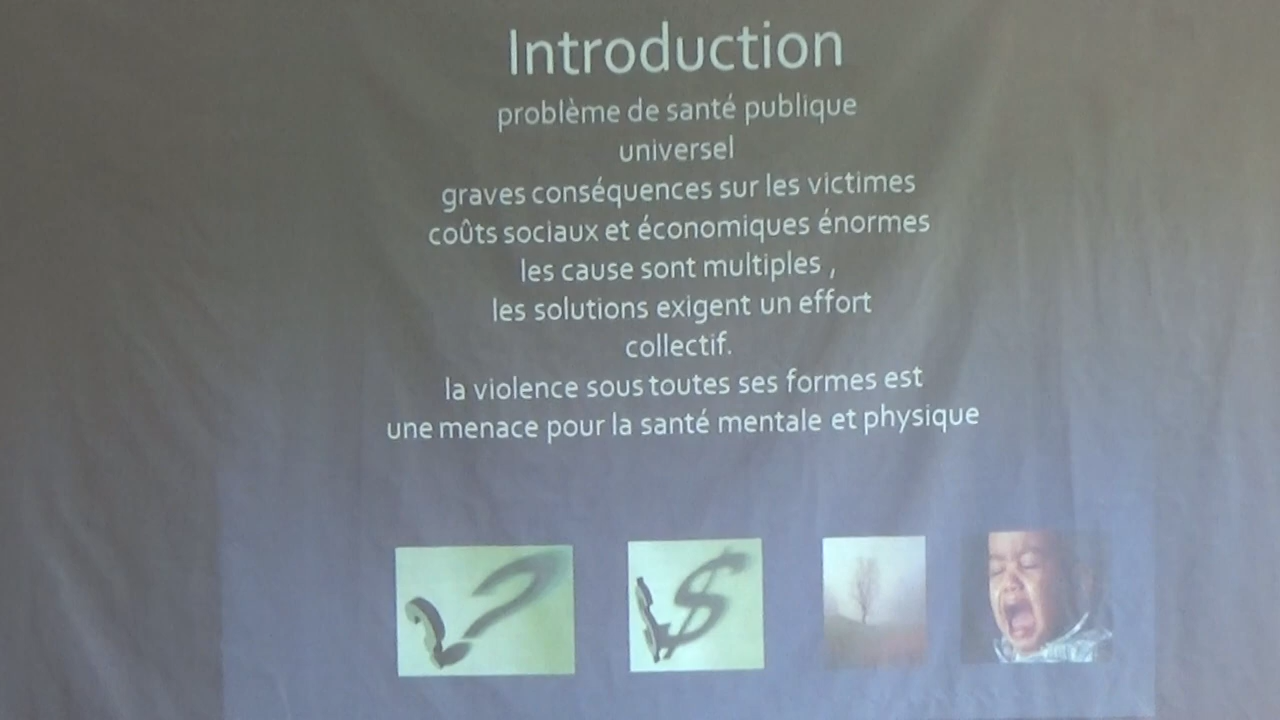 Introduction
problème de santé publique
universel
graves conséquences sur les victimes
coûts sociaux et économiques énormes
les cause sont multiples ,
les solutions exigent un effort
collectif.
la violence sous toutes ses formes est
une menace pour la santé mentale et physique
? $